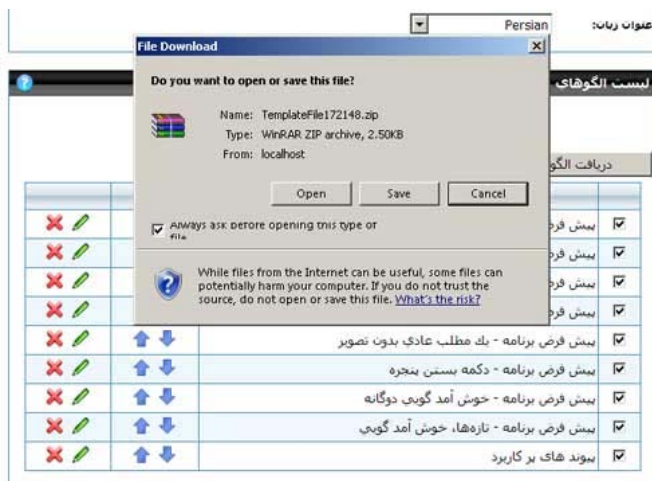 عنوان زبان:
Persian
File Download
Do you want to open or save this file?
Name: TemplateFile172148.zip
Type: WinRAR ZIP archive, 2.50KB
From: localhost
Open Save Cancel
Always ask before opening this type of
file
While files from the Internet can be useful, some files can
potentially harm your computer. If you do not trust the
source, do not open or save this file. What's the risk?
لیست الگوهای
دریافت الگو
پیش فرض
پیش فرض
پیش فرض
پیش فرض
پیش فرض برنامه - یك مطلب عادي بدون تصویر
پیش فرض برنامه - دكمه بستن پنجره
پیش فرض برنامه - خوش آمد گويي دوگانه
پیش فرض برنامه - تازه‌ها، خوش آمد گويي
پیوند های پر کاربرد